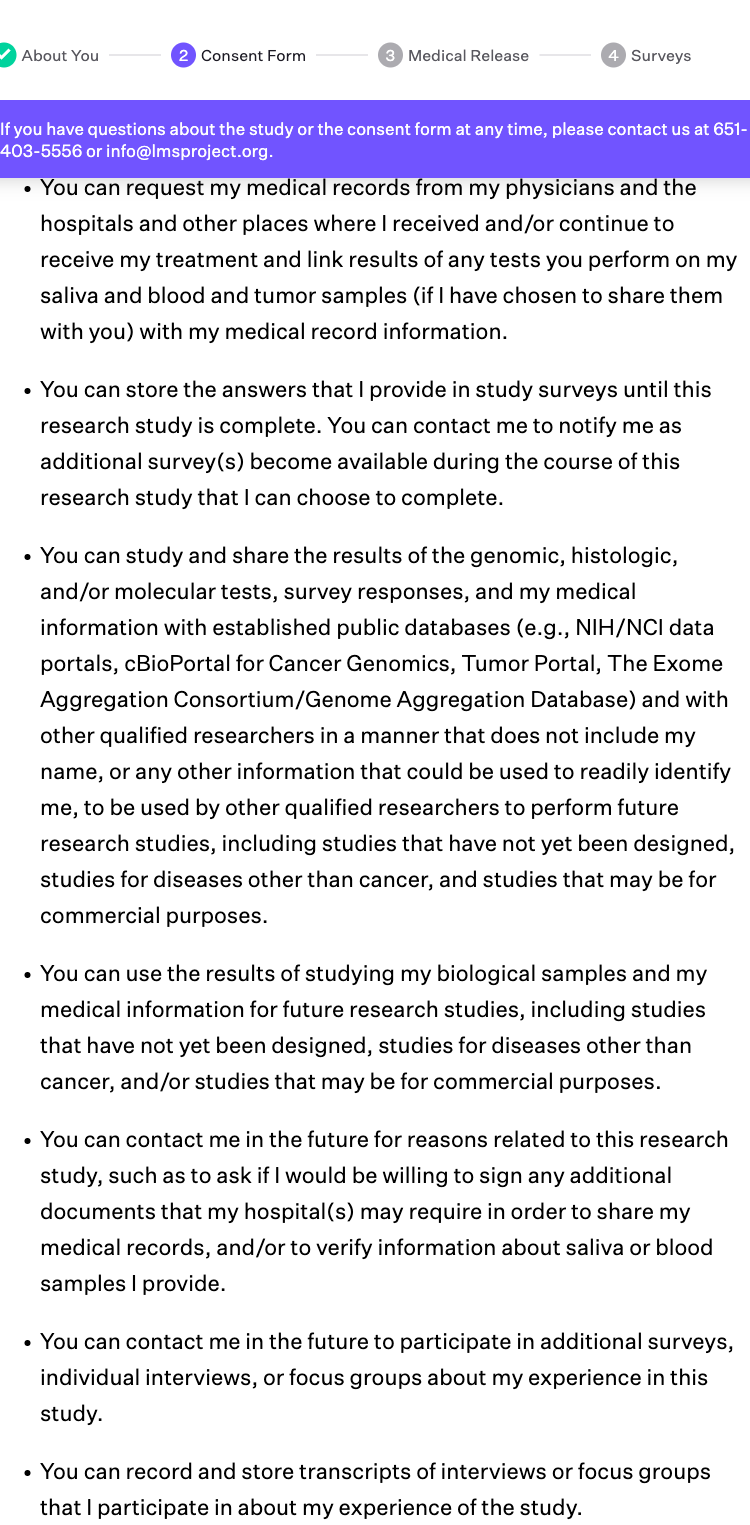 About You
2 Consent Form
3 Medical Release
4 Surveys
If you have questions about the study or the consent form at any time, please contact us at 651-
403-5556 or info@lmsproject.org.
• You can request my medical records from my physicians and the
hospitals and other places where I received and/or continue to
receive my treatment and link results of any tests you perform on my
saliva and blood and tumor samples (if I have chosen to share them
with you) with my medical record information.
• You can store the answers that I provide in study surveys until this
research study is complete. You can contact me to notify me as
additional survey(s) become available during the course of this
research study that I can choose to complete.
• You can study and share the results of the genomic, histologic,
and/or molecular tests, survey responses, and my medical
information with established public databases (e.g., NIH/NCI data
portals, cBioPortal for Cancer Genomics, Tumor Portal, The Exome
Aggregation Consortium/Genome Aggregation Database) and with
other qualified researchers in a manner that does not include my
name, or any other information that could be used to readily identify
me, to be used by other qualified researchers to perform future
research studies, including studies that have not yet been designed,
studies for diseases other than cancer, and studies that may be for
commercial purposes.
• You can use the results of studying my biological samples and my
medical information for future research studies, including studies
that have not yet been designed, studies for diseases other than
cancer, and/or studies that may be for commercial purposes.
• You can contact me in the future for reasons related to this research
study, such as to ask if I would be willing to sign any additional
documents that my hospital(s) may require in order to share my
medical records, and/or to verify information about saliva or blood
samples I provide.
• You can contact me in the future to participate in additional surveys,
individual interviews, or focus groups about my experience in this
study.
• You can record and store transcripts of interviews or focus groups
that I participate in about my experience of the study.